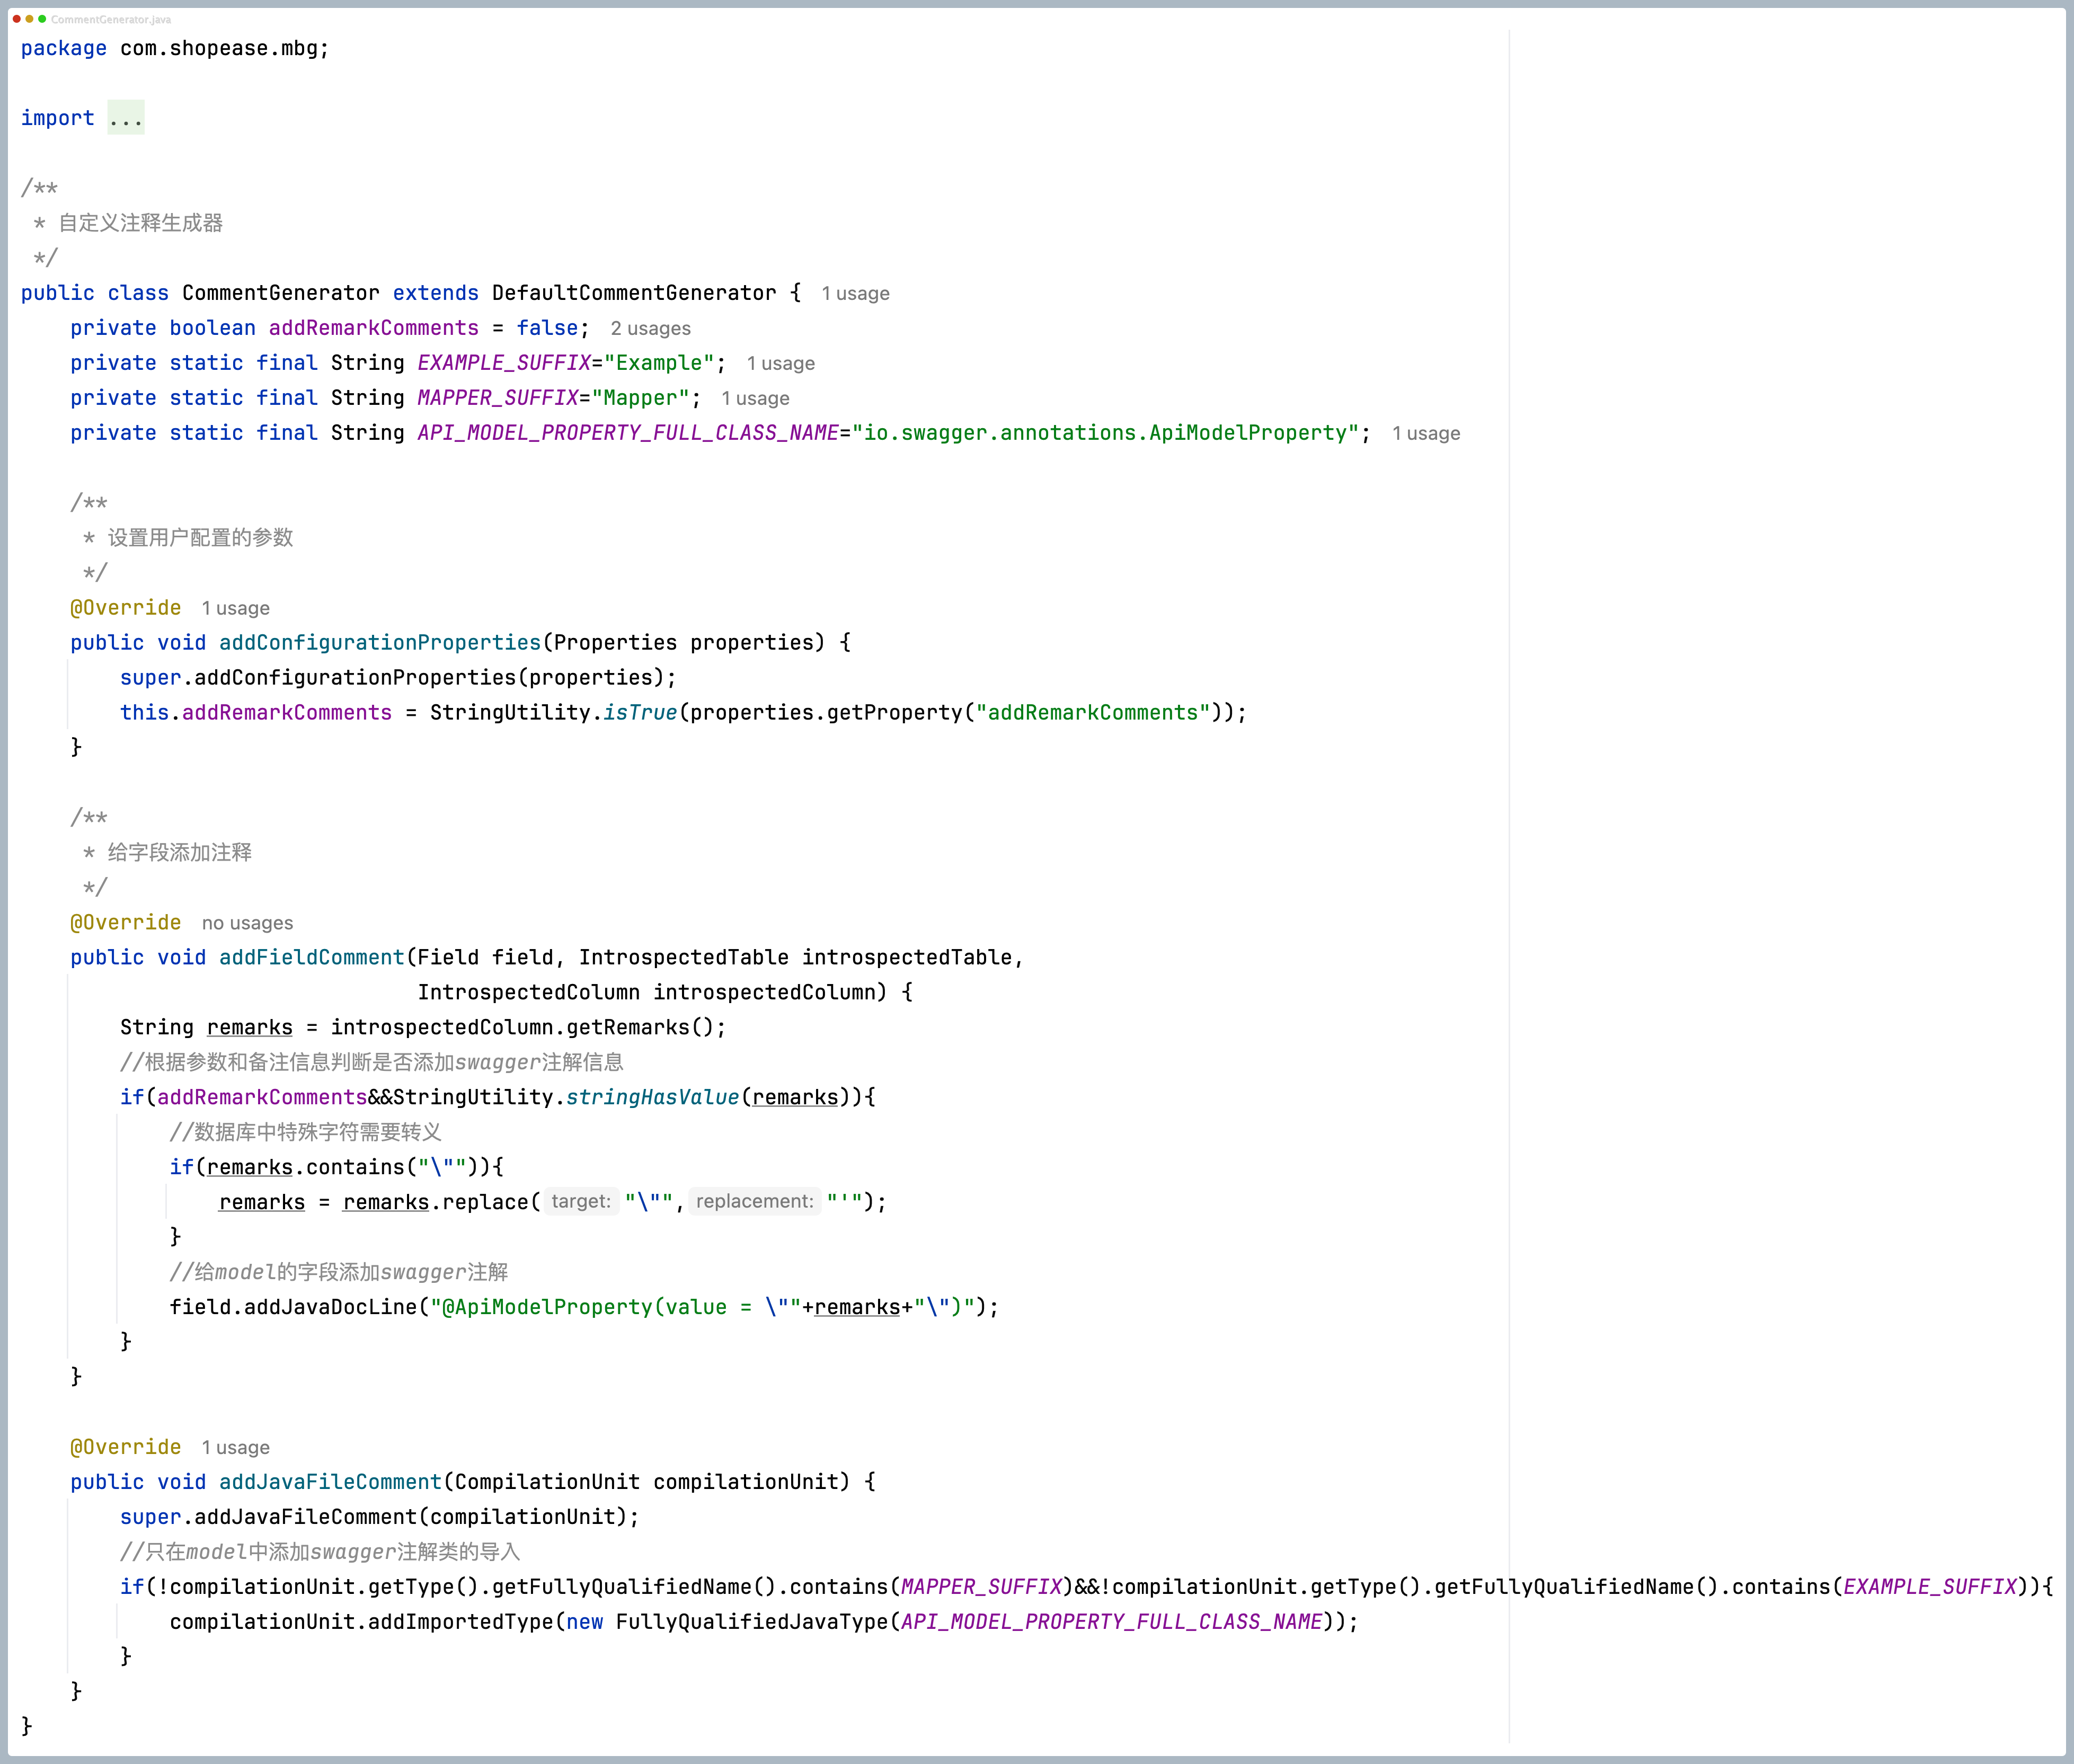 CommentGenerator.java
package com.shopease.mbg;
import ...
/**
 * 自定义注释生成器
 */
public class CommentGenerator extends DefaultCommentGenerator { 1 usage
    private boolean addRemarkComments = false; 2 usages
    private static final String EXAMPLE_SUFFIX="Example"; 1 usage
    private static final String MAPPER_SUFFIX="Mapper"; 1 usage
    private static final String API_MODEL_PROPERTY_FULL_CLASS_NAME="io.swagger.annotations.ApiModelProperty"; 1 usage
    /**
     * 设置用户配置的参数
     */
    @Override 1 usage
    public void addConfigurationProperties(Properties properties) {
        super.addConfigurationProperties(properties);
        this.addRemarkComments = StringUtility.isTrue(properties.getProperty("addRemarkComments"));
    }
    /**
     * 给字段添加注释
     */
    @Override no usages
    public void addFieldComment(Field field, IntrospectedTable introspectedTable,
                                IntrospectedColumn introspectedColumn) {
        String remarks = introspectedColumn.getRemarks();
        //根据参数和备注信息判断是否添加swagger注解信息
        if(addRemarkComments&&StringUtility.stringHasValue(remarks)){
            //数据库中特殊字符需要转义
            if(remarks.contains("\"")){
                remarks = remarks.replace( target: "\"", replacement: "'");
            }
            //给model的字段添加swagger注解
            field.addJavaDocLine("@ApiModelProperty(value = \""+remarks+"\")");
        }
    }
    @Override 1 usage
    public void addJavaFileComment(CompilationUnit compilationUnit) {
        super.addJavaFileComment(compilationUnit);
        //只在model中添加swagger注解类的导入
        if(!compilationUnit.getType().getFullyQualifiedName().contains(MAPPER_SUFFIX)&&!compilationUnit.getType().getFullyQualifiedName().contains(EXAMPLE_SUFFIX)){
            compilationUnit.addImportedType(new FullyQualifiedJavaType(API_MODEL_PROPERTY_FULL_CLASS_NAME));
        }
    }
}